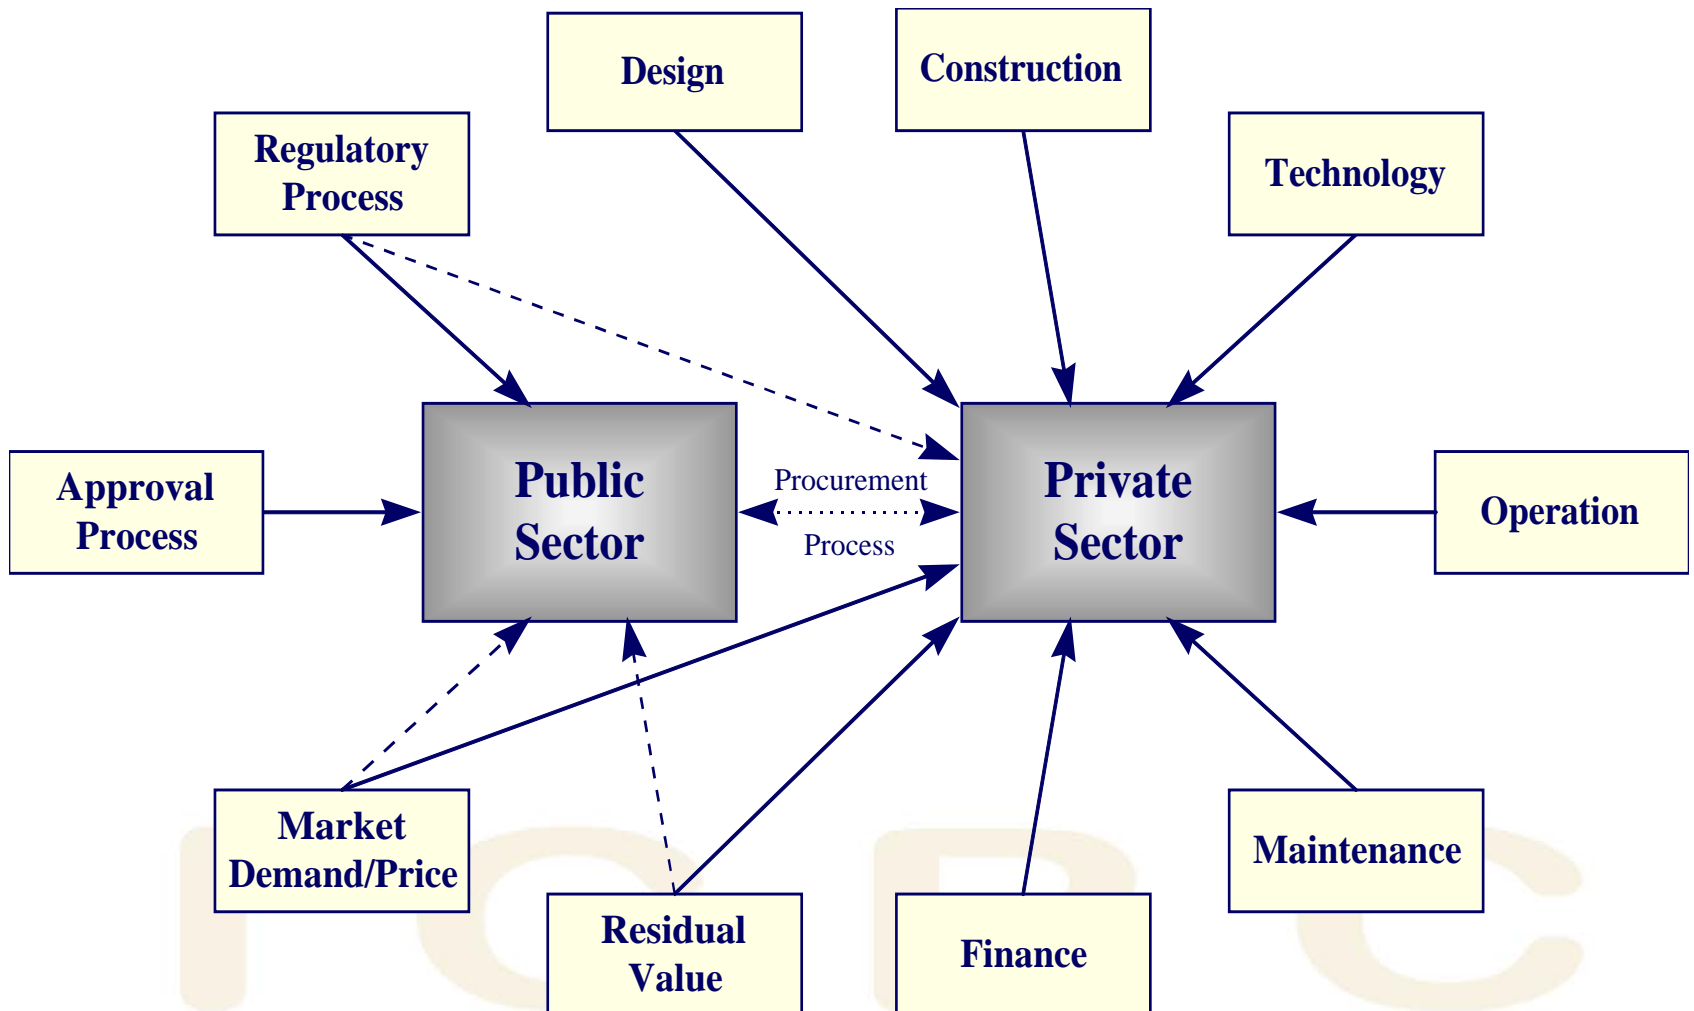 Design
Construction
Regulatory
Process
Technology
Approval
Process
Public
Sector
Procurement
Process
Private
Sector
Operation
Market
Demand/Price
Residual
Value
Finance
Maintenance